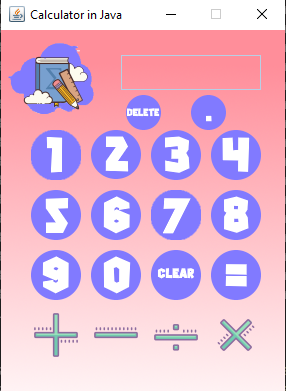 Calculator in Java
DELETE .
1 2 3 4
5 6 7 8
9 0 CLEAR =
+ − ÷ ×